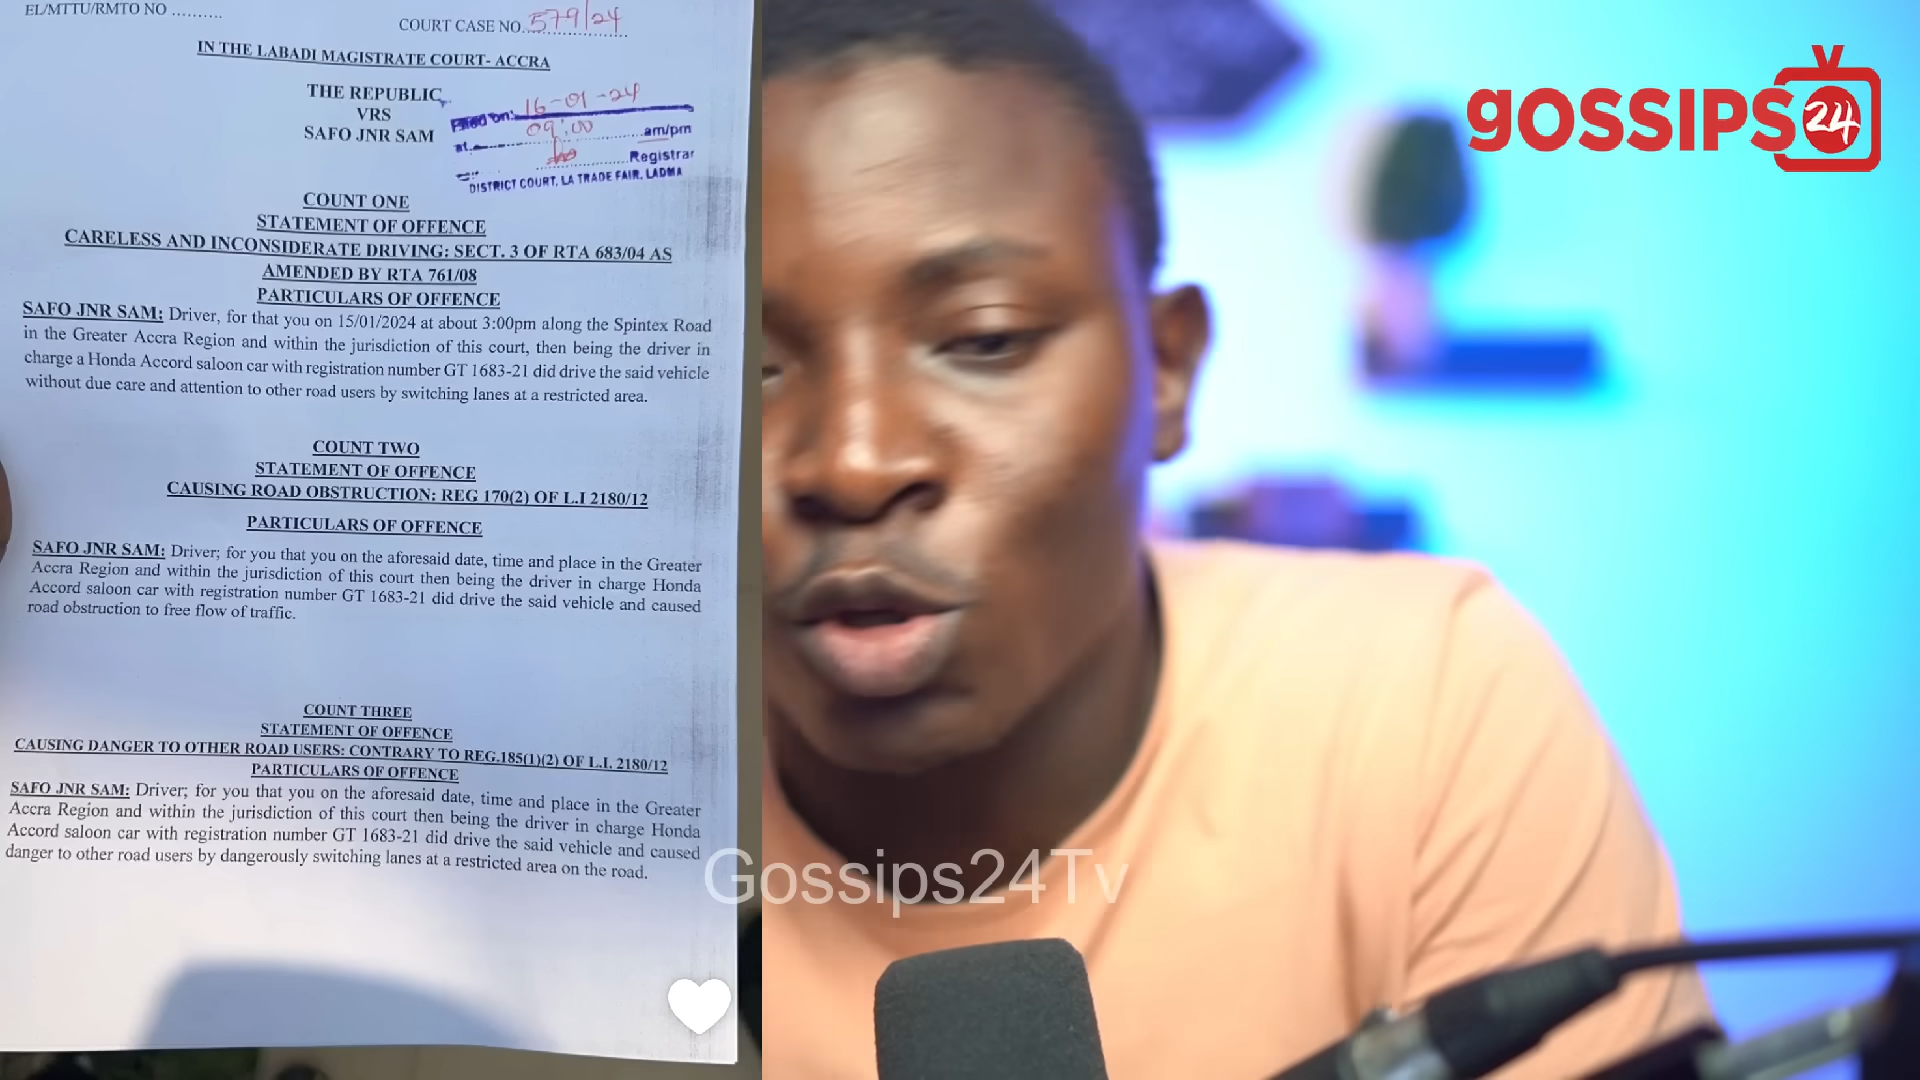 EL/MTTU/RMTO NO ..........
COURT CASE NO. 579/24
IN THE LABADI MAGISTRATE COURT- ACCRA
THE REPUBLIC
VRS
SAFO JNR SAM
Filed on: 16-01-24
at 09:00 am/pm
Registrar
DISTRICT COURT, LA TRADE FAIR, LADMA
COUNT ONE
STATEMENT OF OFFENCE
CARELESS AND INCONSIDERATE DRIVING: SECT. 3 OF RTA 683/04 AS
AMENDED BY RTA 761/08
PARTICULARS OF OFFENCE
SAFO JNR SAM: Driver, for that you on 15/01/2024 at about 3:00pm along the Spintex Road
in the Greater Accra Region and within the jurisdiction of this court, then being the driver in
charge a Honda Accord saloon car with registration number GT 1683-21 did drive the said vehicle
without due care and attention to other road users by switching lanes at a restricted area.
COUNT TWO
STATEMENT OF OFFENCE
CAUSING ROAD OBSTRUCTION: REG 170(2) OF L.I 2180/12
PARTICULARS OF OFFENCE
SAFO JNR SAM: Driver; for you that you on the aforesaid date, time and place in the Greater
Accra Region and within the jurisdiction of this court then being the driver in charge Honda
Accord saloon car with registration number GT 1683-21 did drive the said vehicle and caused
road obstruction to free flow of traffic.
COUNT THREE
STATEMENT OF OFFENCE
CAUSING DANGER TO OTHER ROAD USERS: CONTRARY TO REG.185(1)(2) OF L.I. 2180/12
PARTICULARS OF OFFENCE
SAFO JNR SAM: Driver; for you that you on the aforesaid date, time and place in the Greater
Accra Region and within the jurisdiction of this court then being the driver in charge Honda
Accord saloon car with registration number GT 1683-21 did drive the said vehicle and caused
danger to other road users by dangerously switching lanes at a restricted area on the road.
gOSSIPS 24
Gossips24Tv